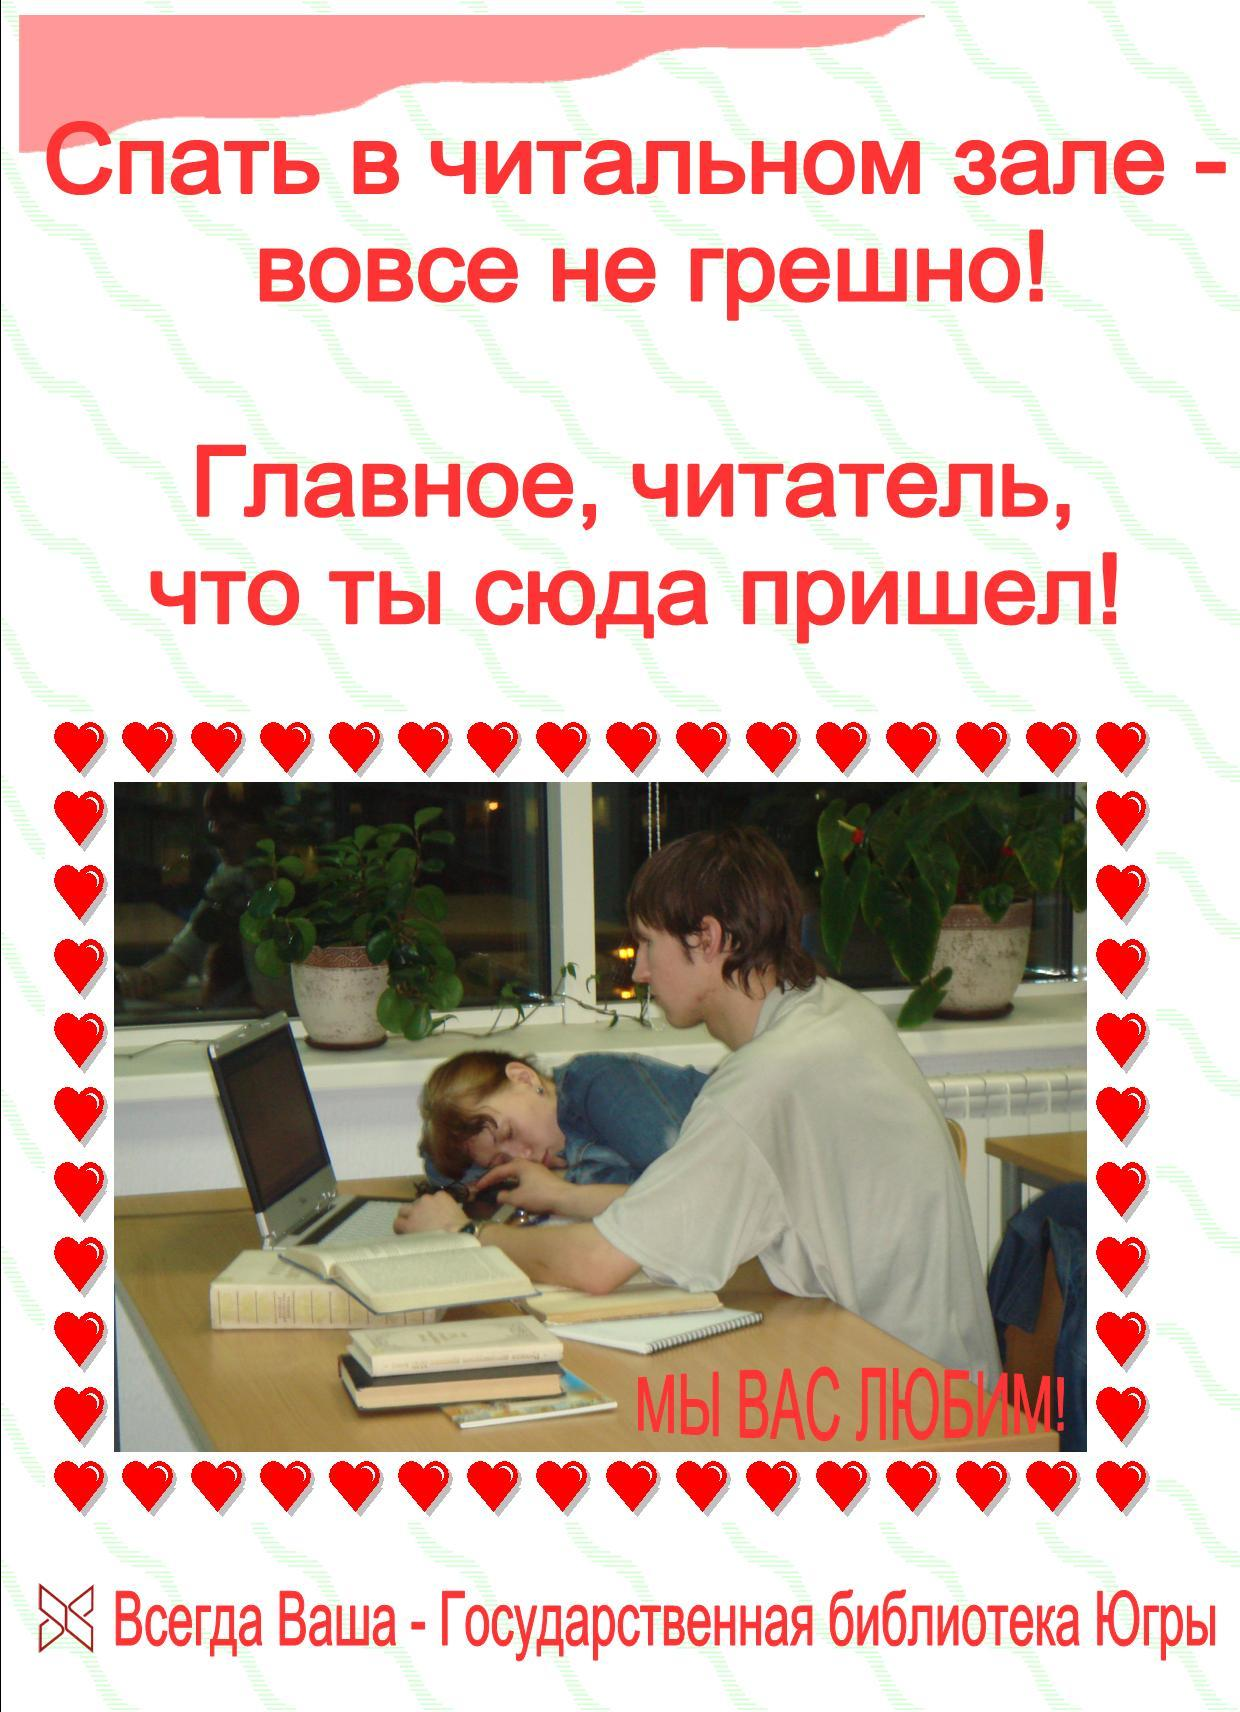 Спать в читальном зале -
вовсе не грешно!
Главное, читатель,
что ты сюда пришел!
МЫ ВАС ЛЮБИМ!
Всегда Ваша - Государственная библиотека Югры